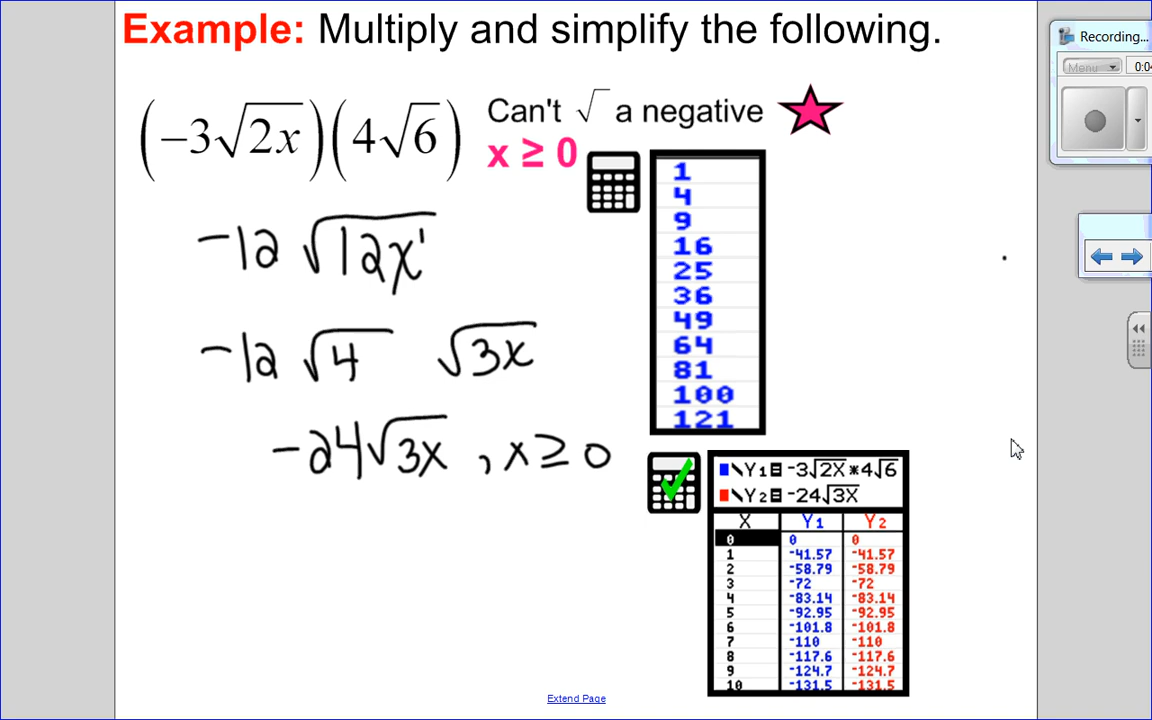 Example: Multiply and simplify the following.
(−3√2x)(4√6)
Can't √ a negative
x ≥ 0
1
4
9
16
25
36
49
64
81
100
121
-12 √12x¹
-12 √4 √3x
-24√3x , x ≥ 0
\Y1=-3√2X*4√6
\Y2=-24√3X
X Y1 Y2
0 0 0
1 -41.57 -41.57
2 -58.79 -58.79
3 -72 -72
4 -83.14 -83.14
5 -92.95 -92.95
6 -101.8 -101.8
7 -110 -110
8 -117.6 -117.6
9 -124.7 -124.7
10 -131.5 -131.5
Extend Page
Recording...
Menu 0:04